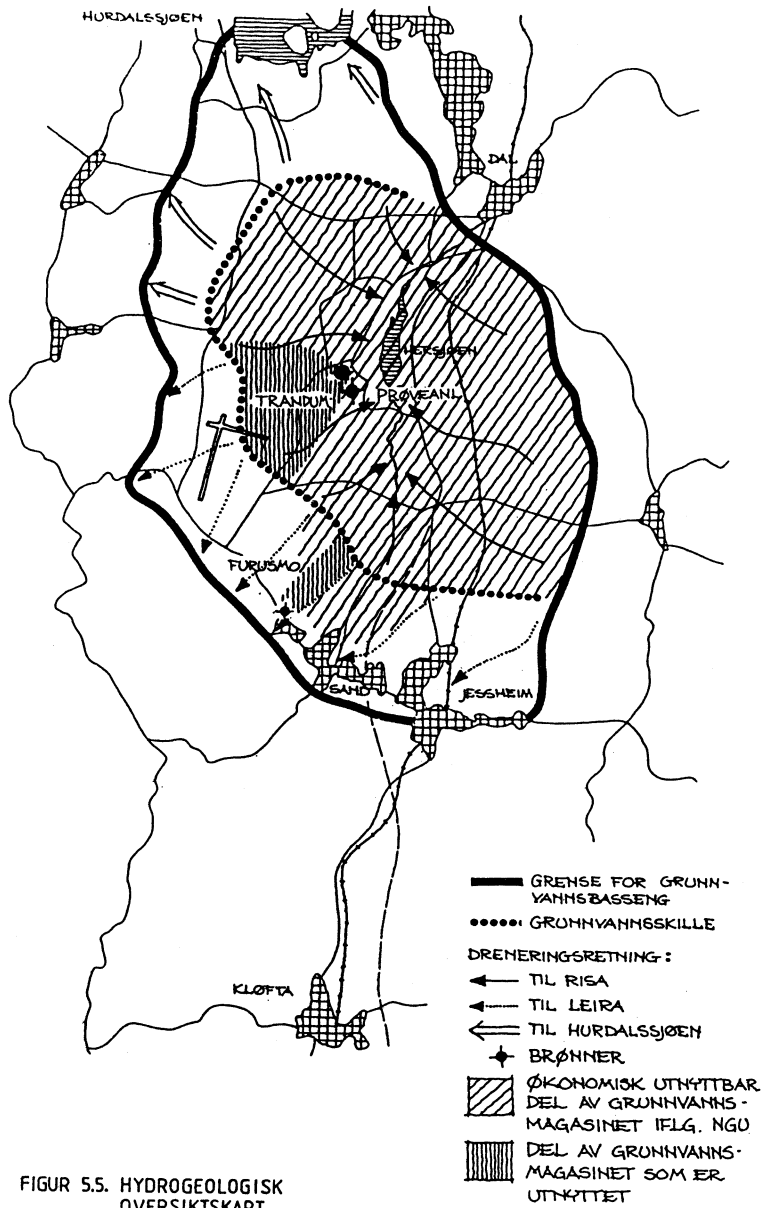 HURDALSSJØEN
DAL
HERSJØEN
TRANDUM
PRØVEANL.
FURUSMO
SAND
JESSHEIM
KLØFTA
GRENSE FOR GRUNN-
VANNSBASSENG
GRUNNVANNSSKILLE
DRENERINGSRETNING:
TIL RISA
TIL LEIRA
TIL HURDALSSJØEN
BRØNNER
ØKONOMISK UTNYTTBAR
DEL AV GRUNNVANNS-
MAGASINET IFLG. NGU
DEL AV GRUNNVANNS-
MAGASINET SOM ER
UTNYTTET
FIGUR 5.5. HYDROGEOLOGISK
OVERSIKTSKART